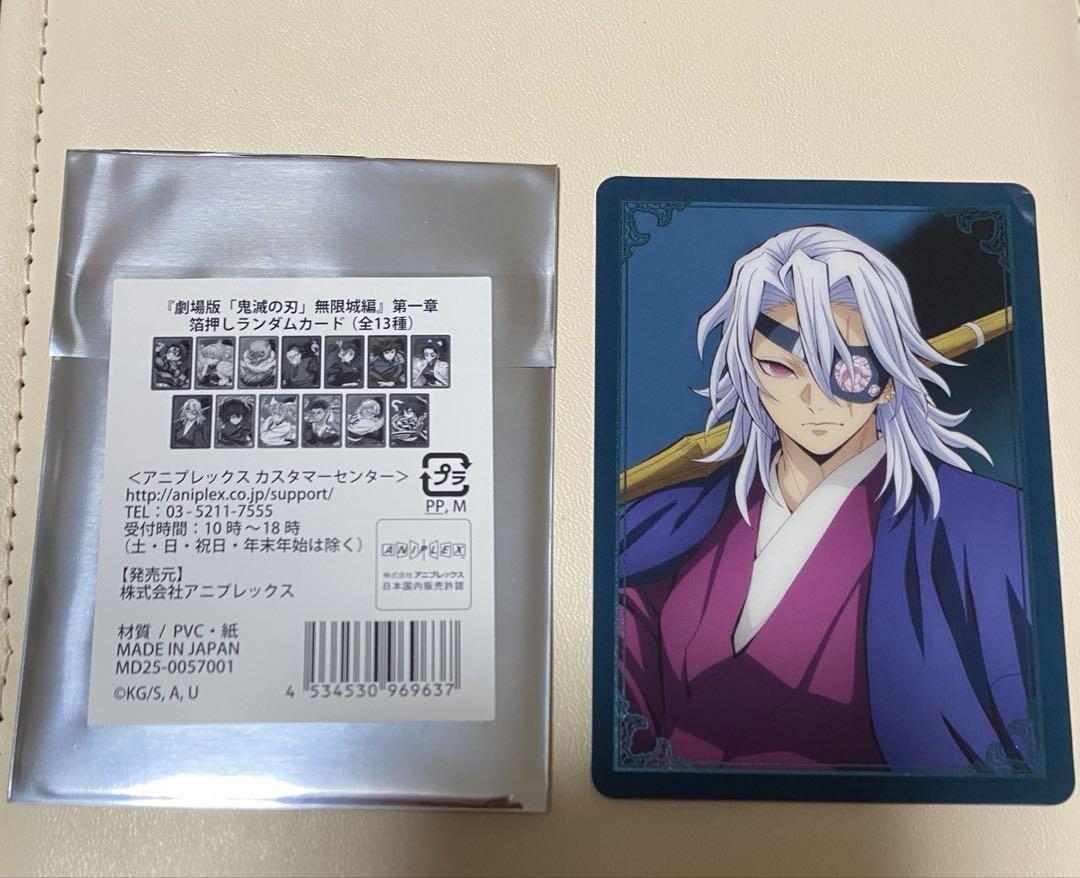 『劇場版「鬼滅の刃」無限城編』第一章
箔押しランダムカード（全13種）
＜アニプレックス カスタマーセンター＞
http://aniplex.co.jp/support/
TEL：03-5211-7555
受付時間：10時～18時
（土・日・祝日・年末年始は除く）
プラ
PP, M
ANIPLEX
株式会社アニプレックス
日本国内販売許諾
【発売元】
株式会社アニプレックス
材質 / PVC・紙
MADE IN JAPAN
MD25-0057001
©KG/S, A, U
4 534530 969637